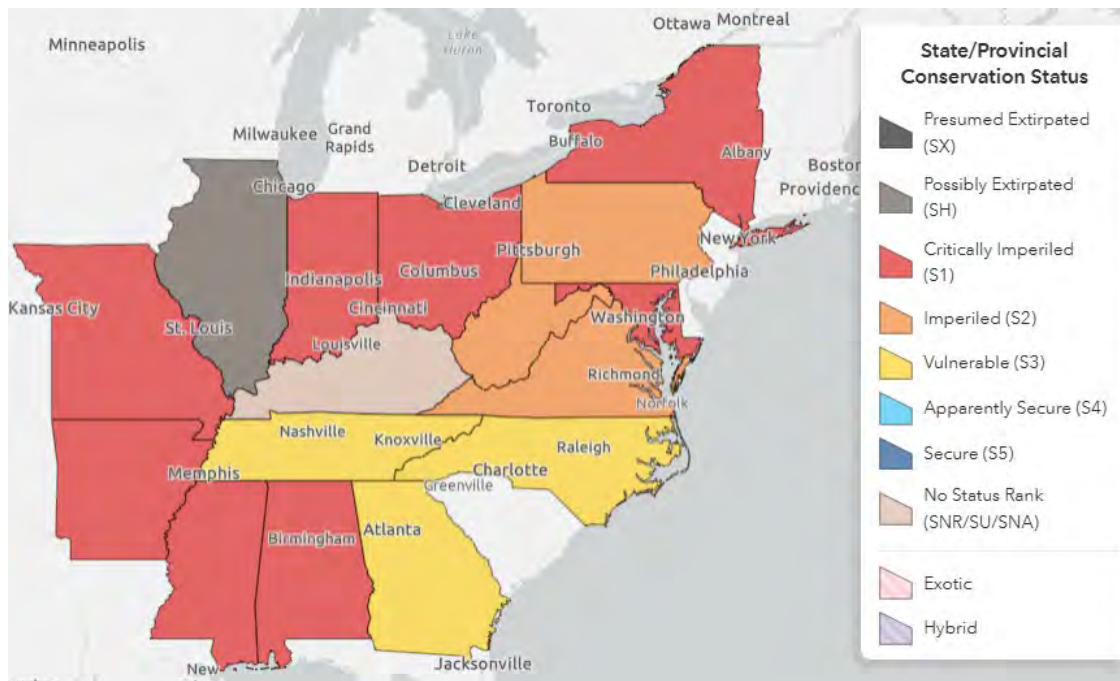 Ottawa
Montreal
Minneapolis
Lake
Huron
Toronto
Milwaukee
Grand
Rapids
Buffalo
Albany
Detroit
Boston
Chicago
Cleveland
Providenc
Pittsburgh
New York
Columbus
Philadelphia
Indianapolis
Kansas City
Cincinnati
St. Louis
Washington
Louisville
Richmond
Norfolk
Nashville
Knoxville
Raleigh
Memphis
Charlotte
Greenville
Atlanta
Birmingham
New
Jacksonville
State/Provincial
Conservation Status
Presumed Extirpated
(SX)
Possibly Extirpated
(SH)
Critically Imperiled
(S1)
Imperiled (S2)
Vulnerable (S3)
Apparently Secure (S4)
Secure (S5)
No Status Rank
(SNR/SU/SNA)
Exotic
Hybrid